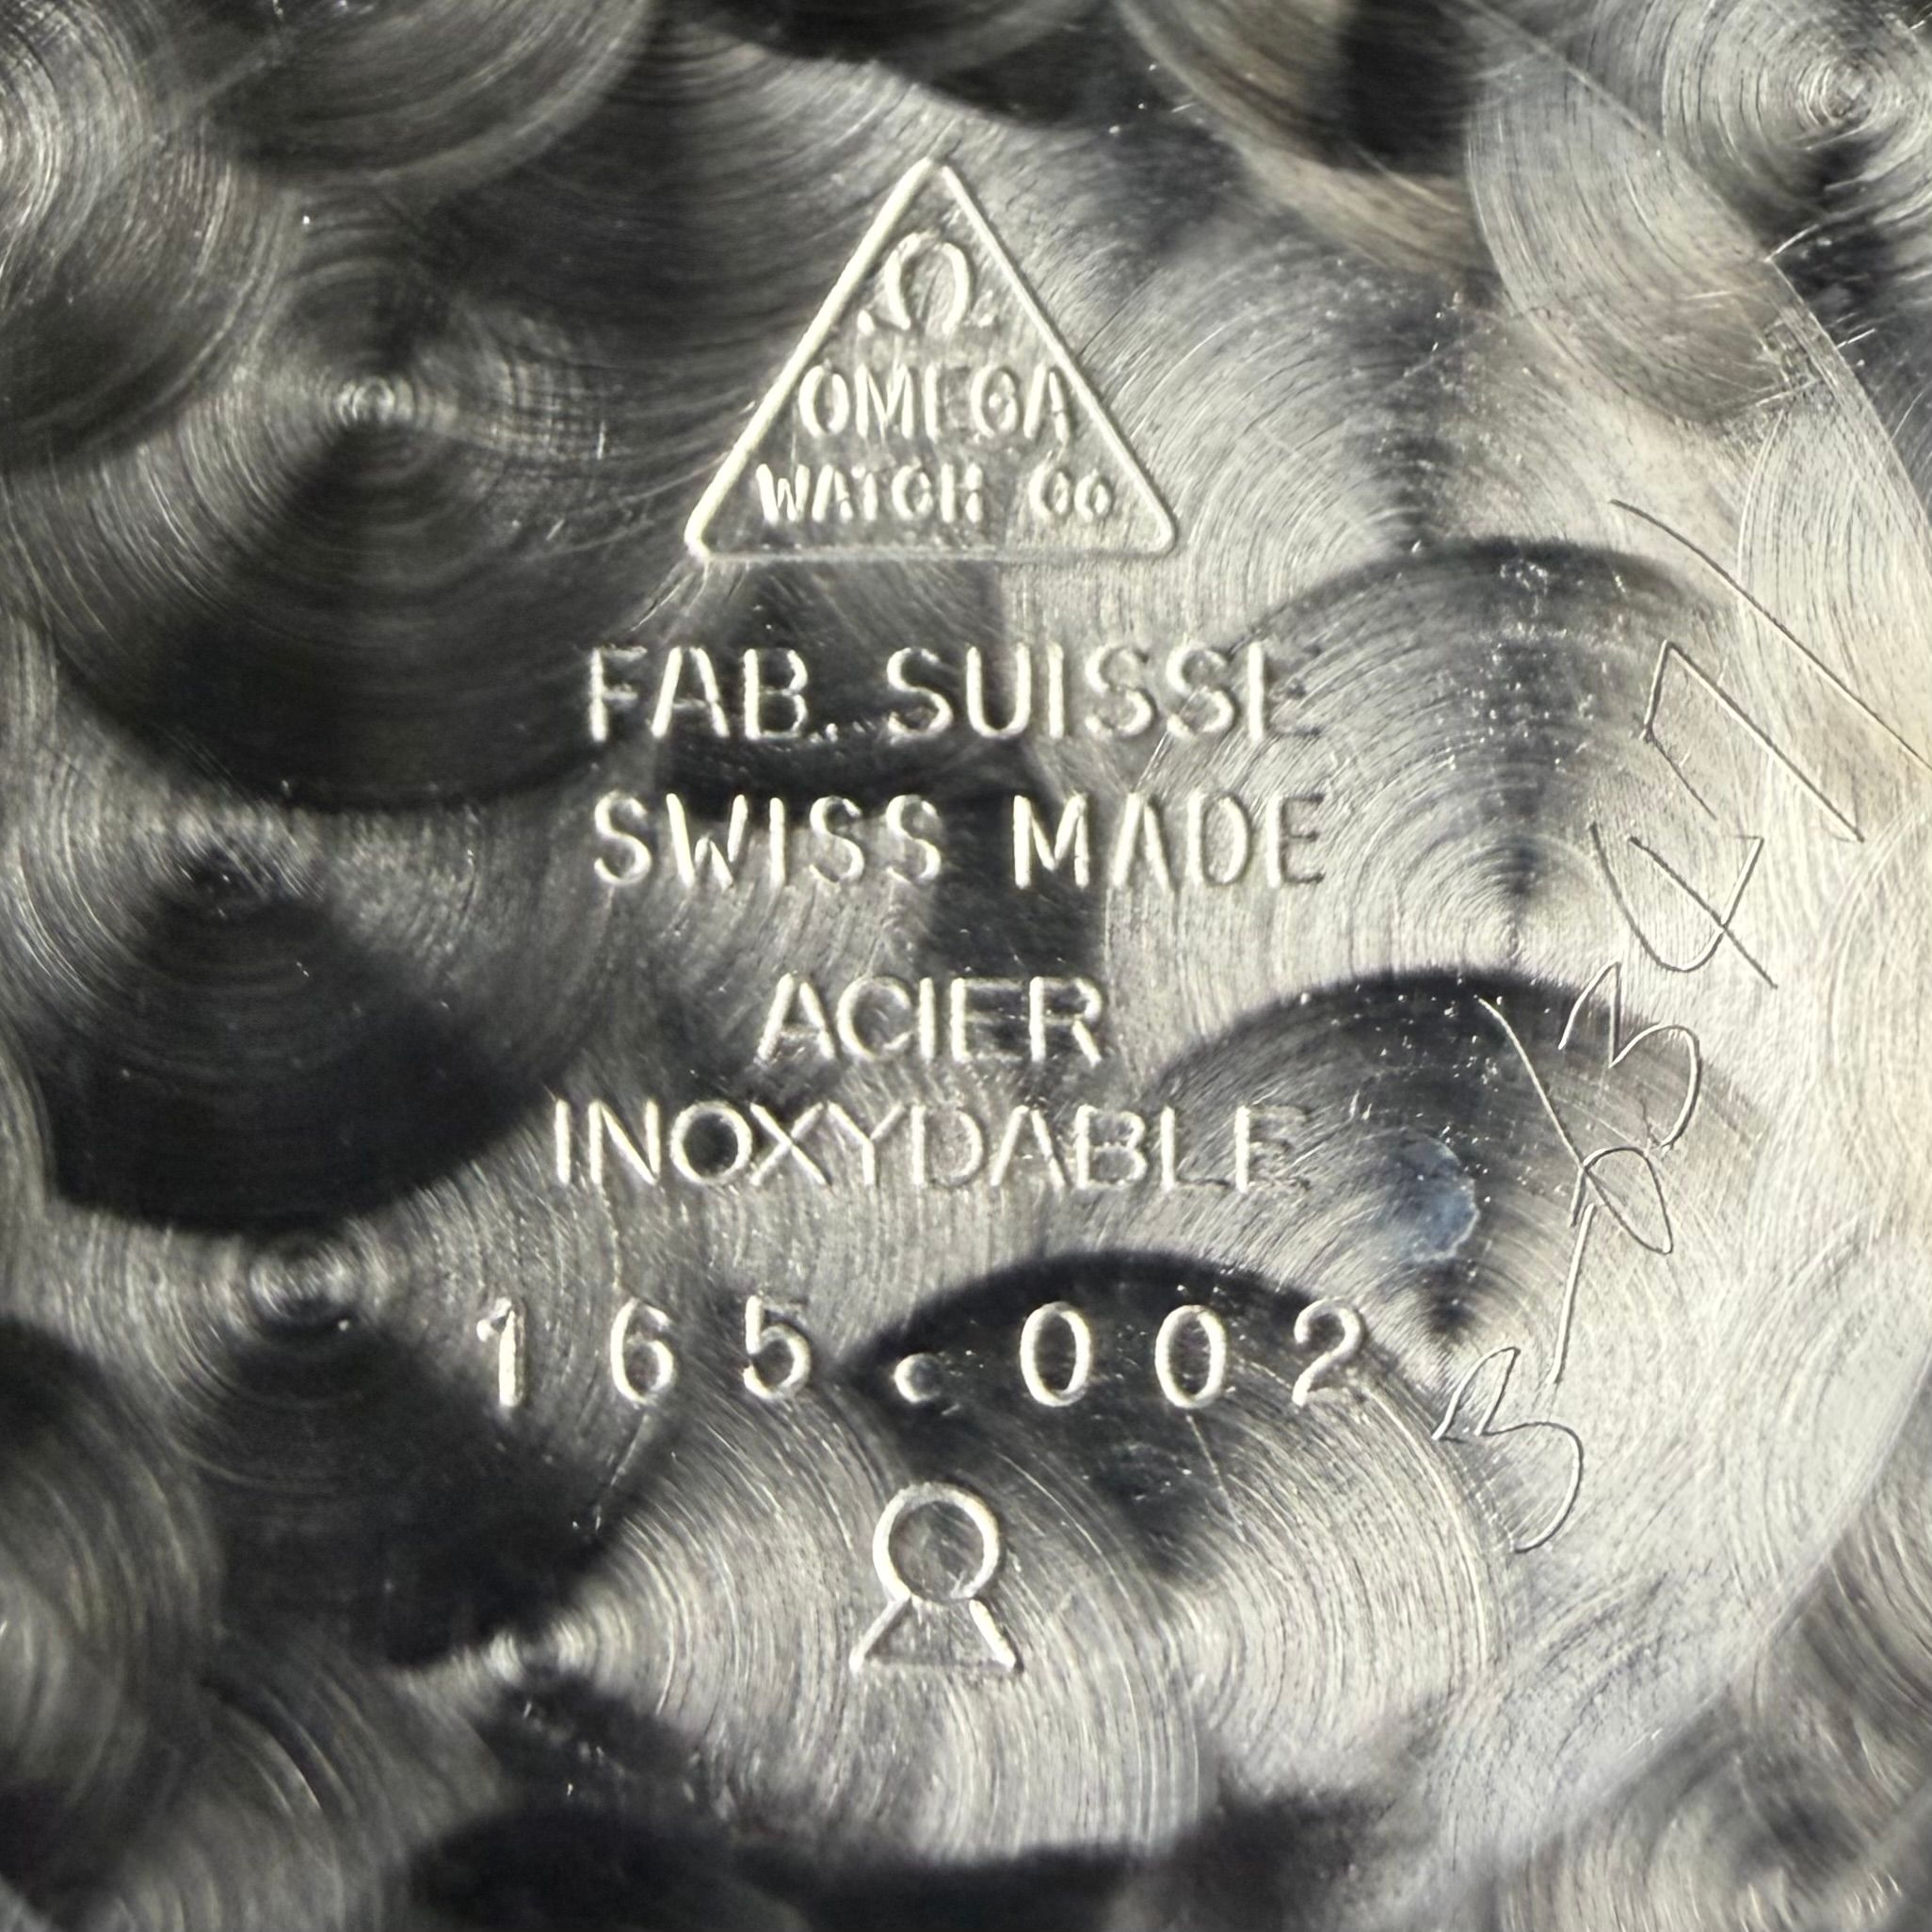 Ω
OMEGA
WATCH Co
FAB. SUISSE
SWISS MADE
ACIER
INOXYDABLE
165.002